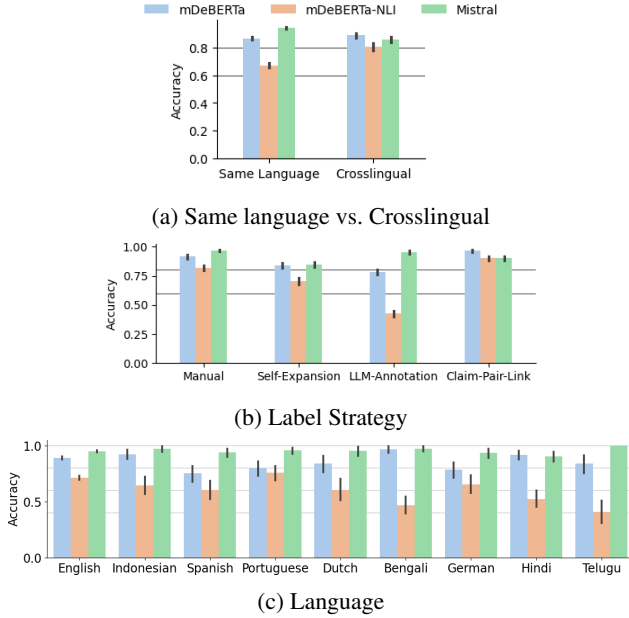 mDeBERTa mDeBERTa-NLI Mistral
0.8
0.6
0.4
0.2
0.0
Accuracy
Same Language Crosslingual
(a) Same language vs. Crosslingual
1.00
0.75
0.50
0.25
0.00
Accuracy
Manual Self-Expansion LLM-Annotation Claim-Pair-Link
(b) Label Strategy
1.0
0.5
0.0
Accuracy
English Indonesian Spanish Portuguese Dutch Bengali German Hindi Telugu
(c) Language